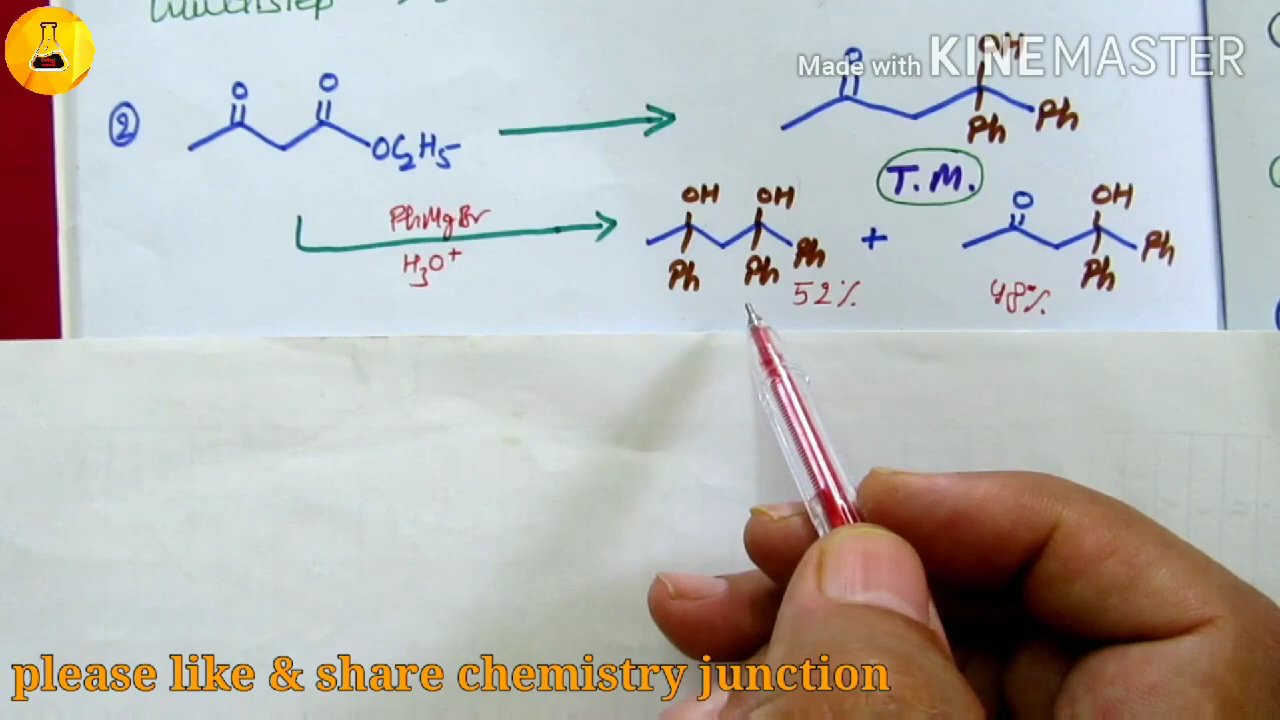 Made with KINEMASTER
②
O O
OC2H5
O OH
Ph Ph
T.M.
PhMgBr
H3O+
OH OH
Ph Ph Ph
52%
+
O OH
Ph Ph
48%
please like & share chemistry junction